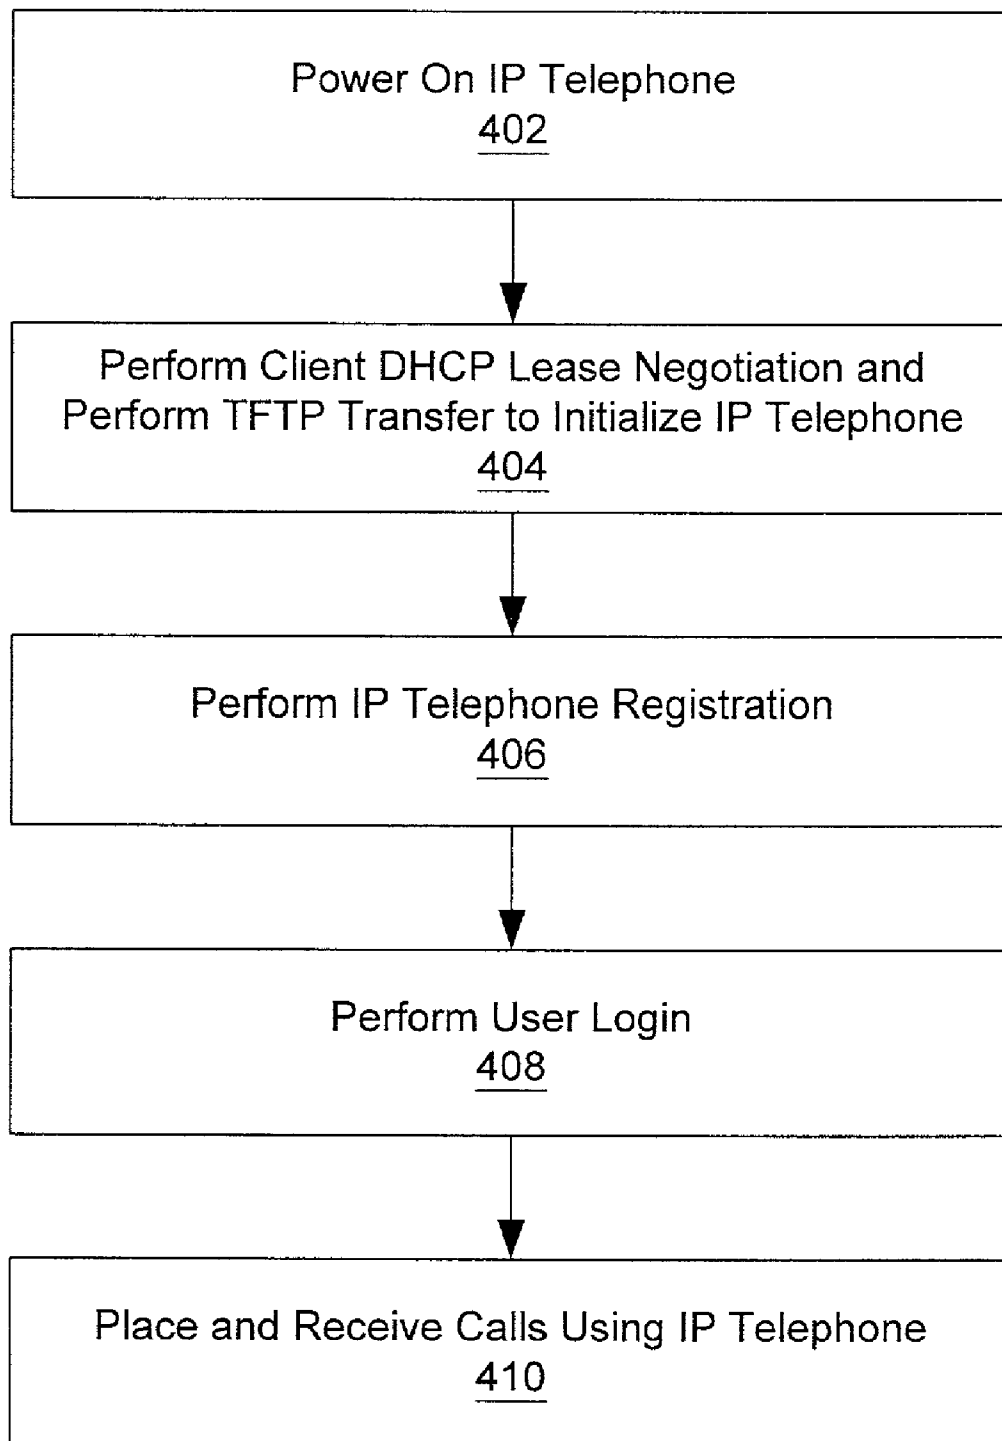 Power On IP Telephone
402
Perform Client DHCP Lease Negotiation and
Perform TFTP Transfer to Initialize IP Telephone
404
Perform IP Telephone Registration
406
Perform User Login
408
Place and Receive Calls Using IP Telephone
410